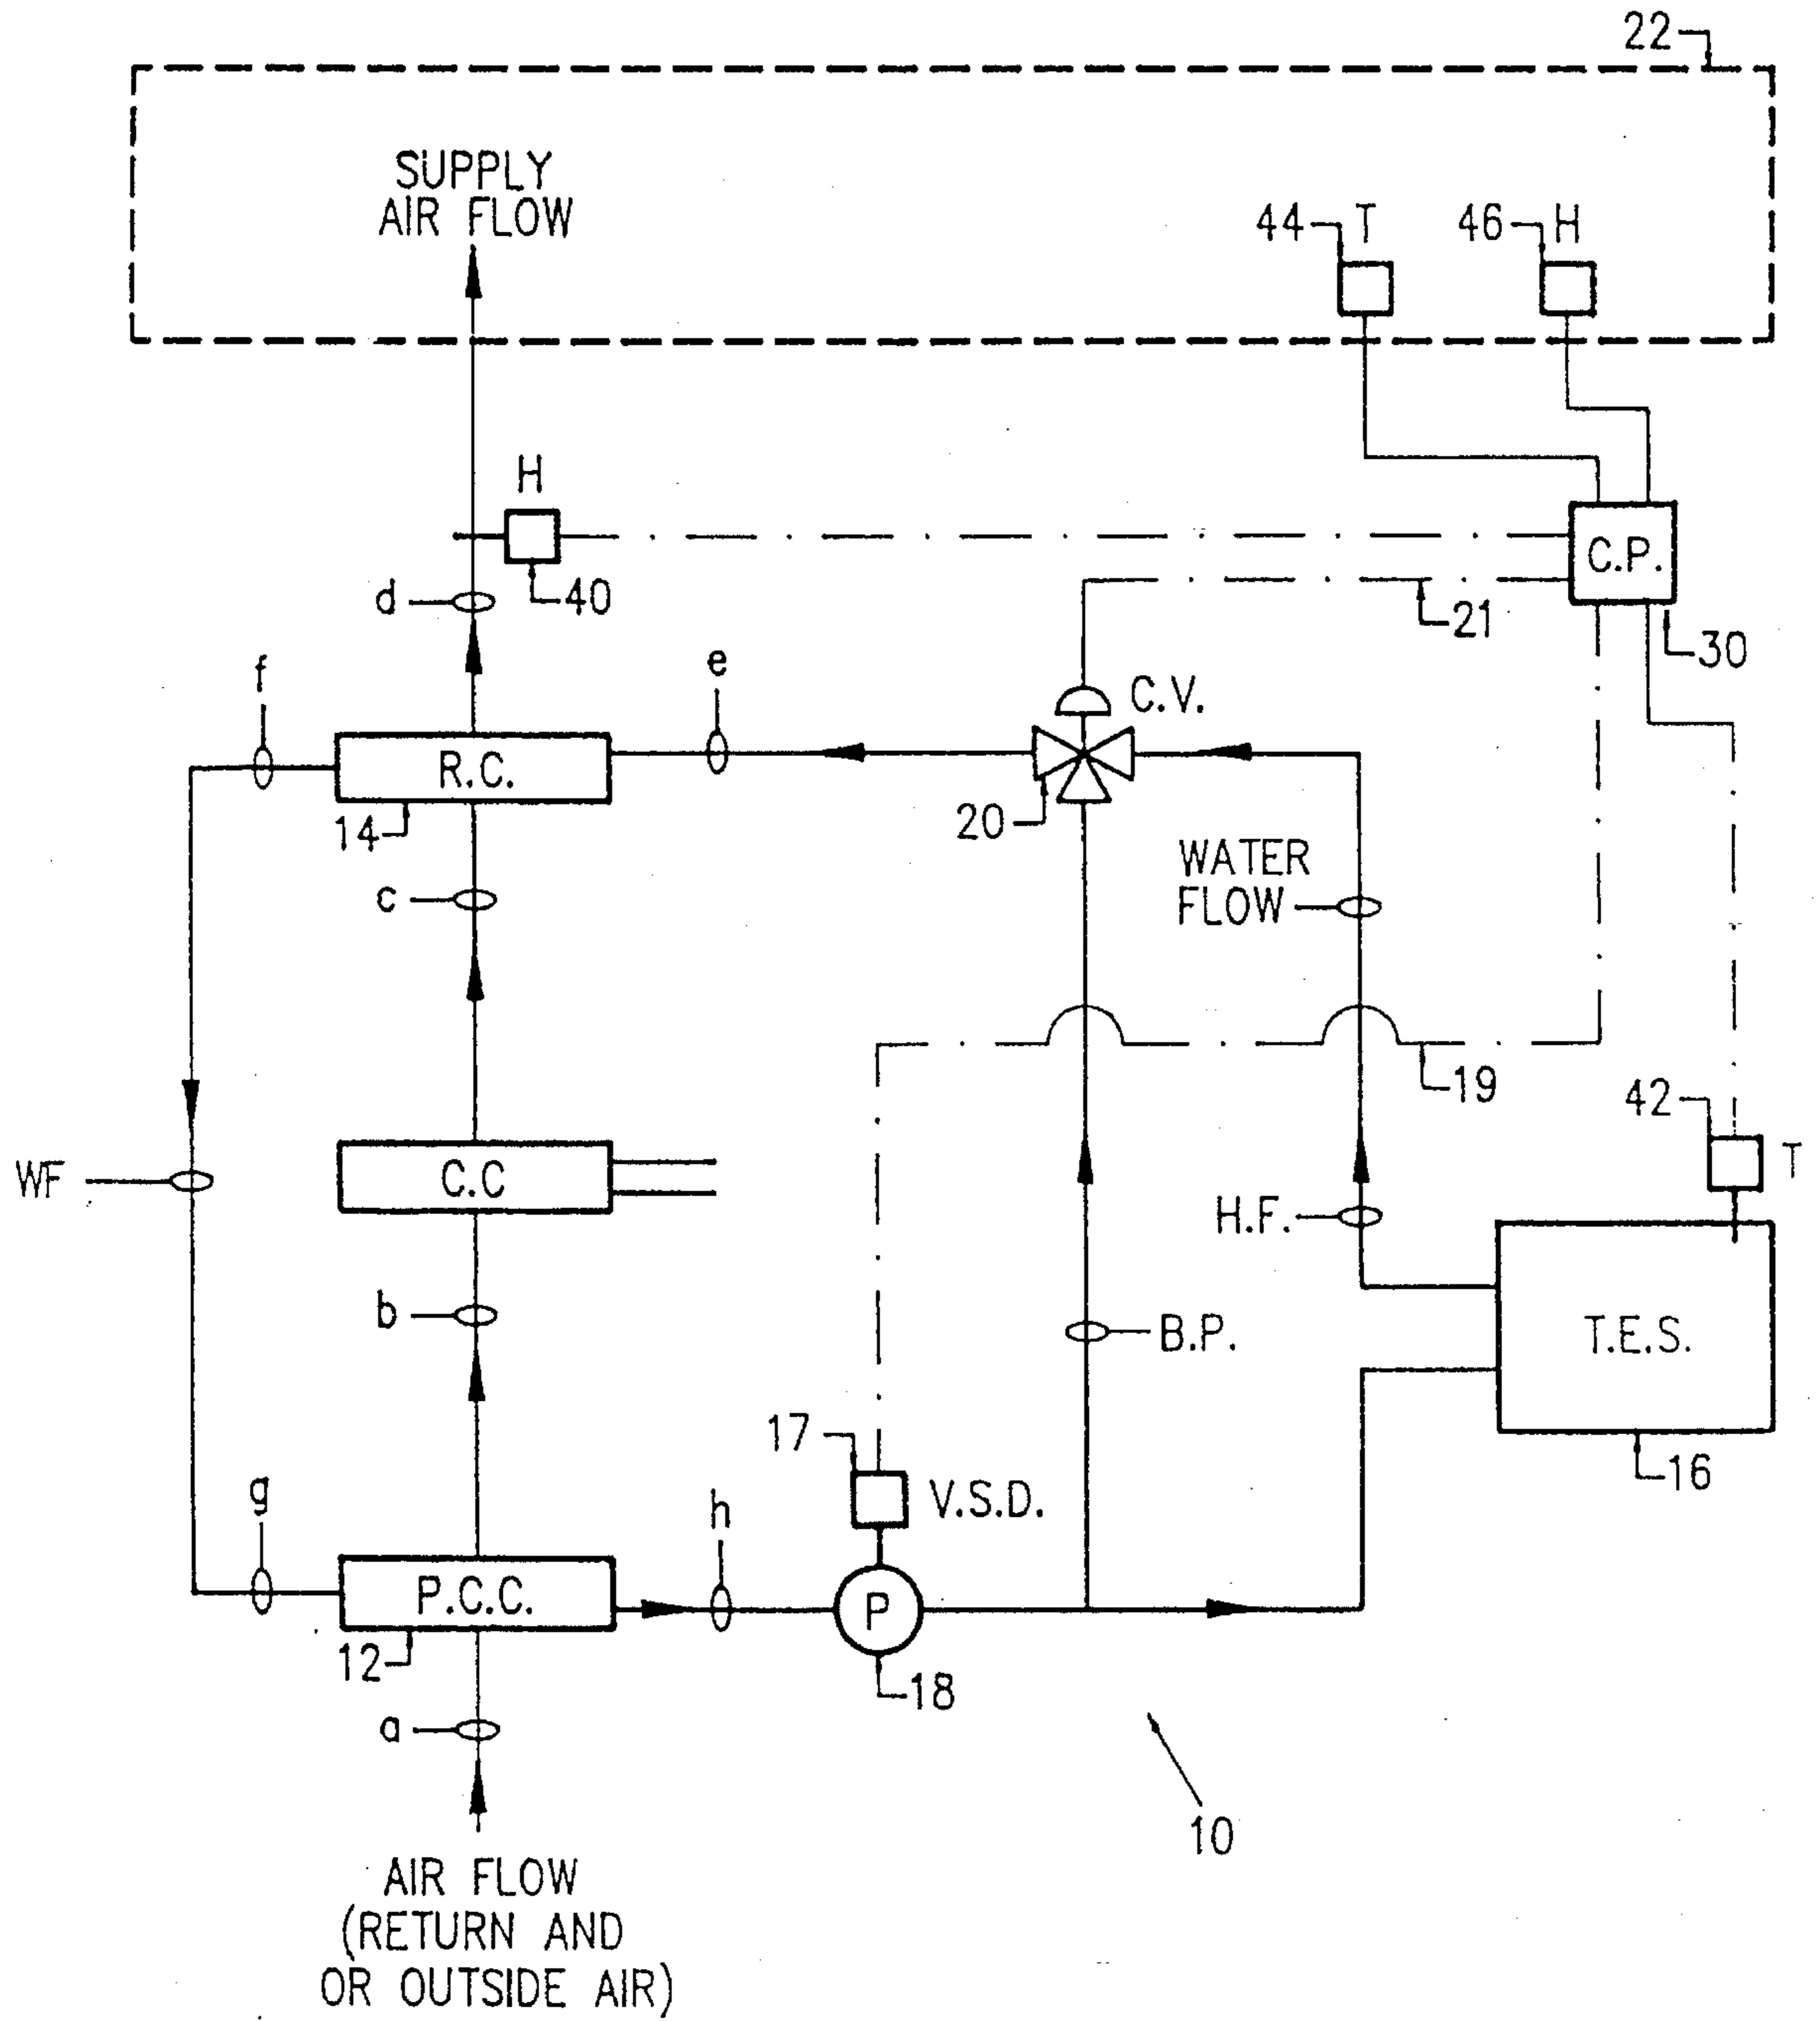 22
SUPPLY
AIR FLOW
44
T
46
H
H
40
C.P.
d
21
30
f
e
C.V.
R.C.
14
20
WATER
FLOW
c
19
42
T
WF
C.C
H.F.
b
B.P.
T.E.S.
17
V.S.D.
16
g
h
P.C.C.
P
12
18
a
10
AIR FLOW
(RETURN AND
OR OUTSIDE AIR)